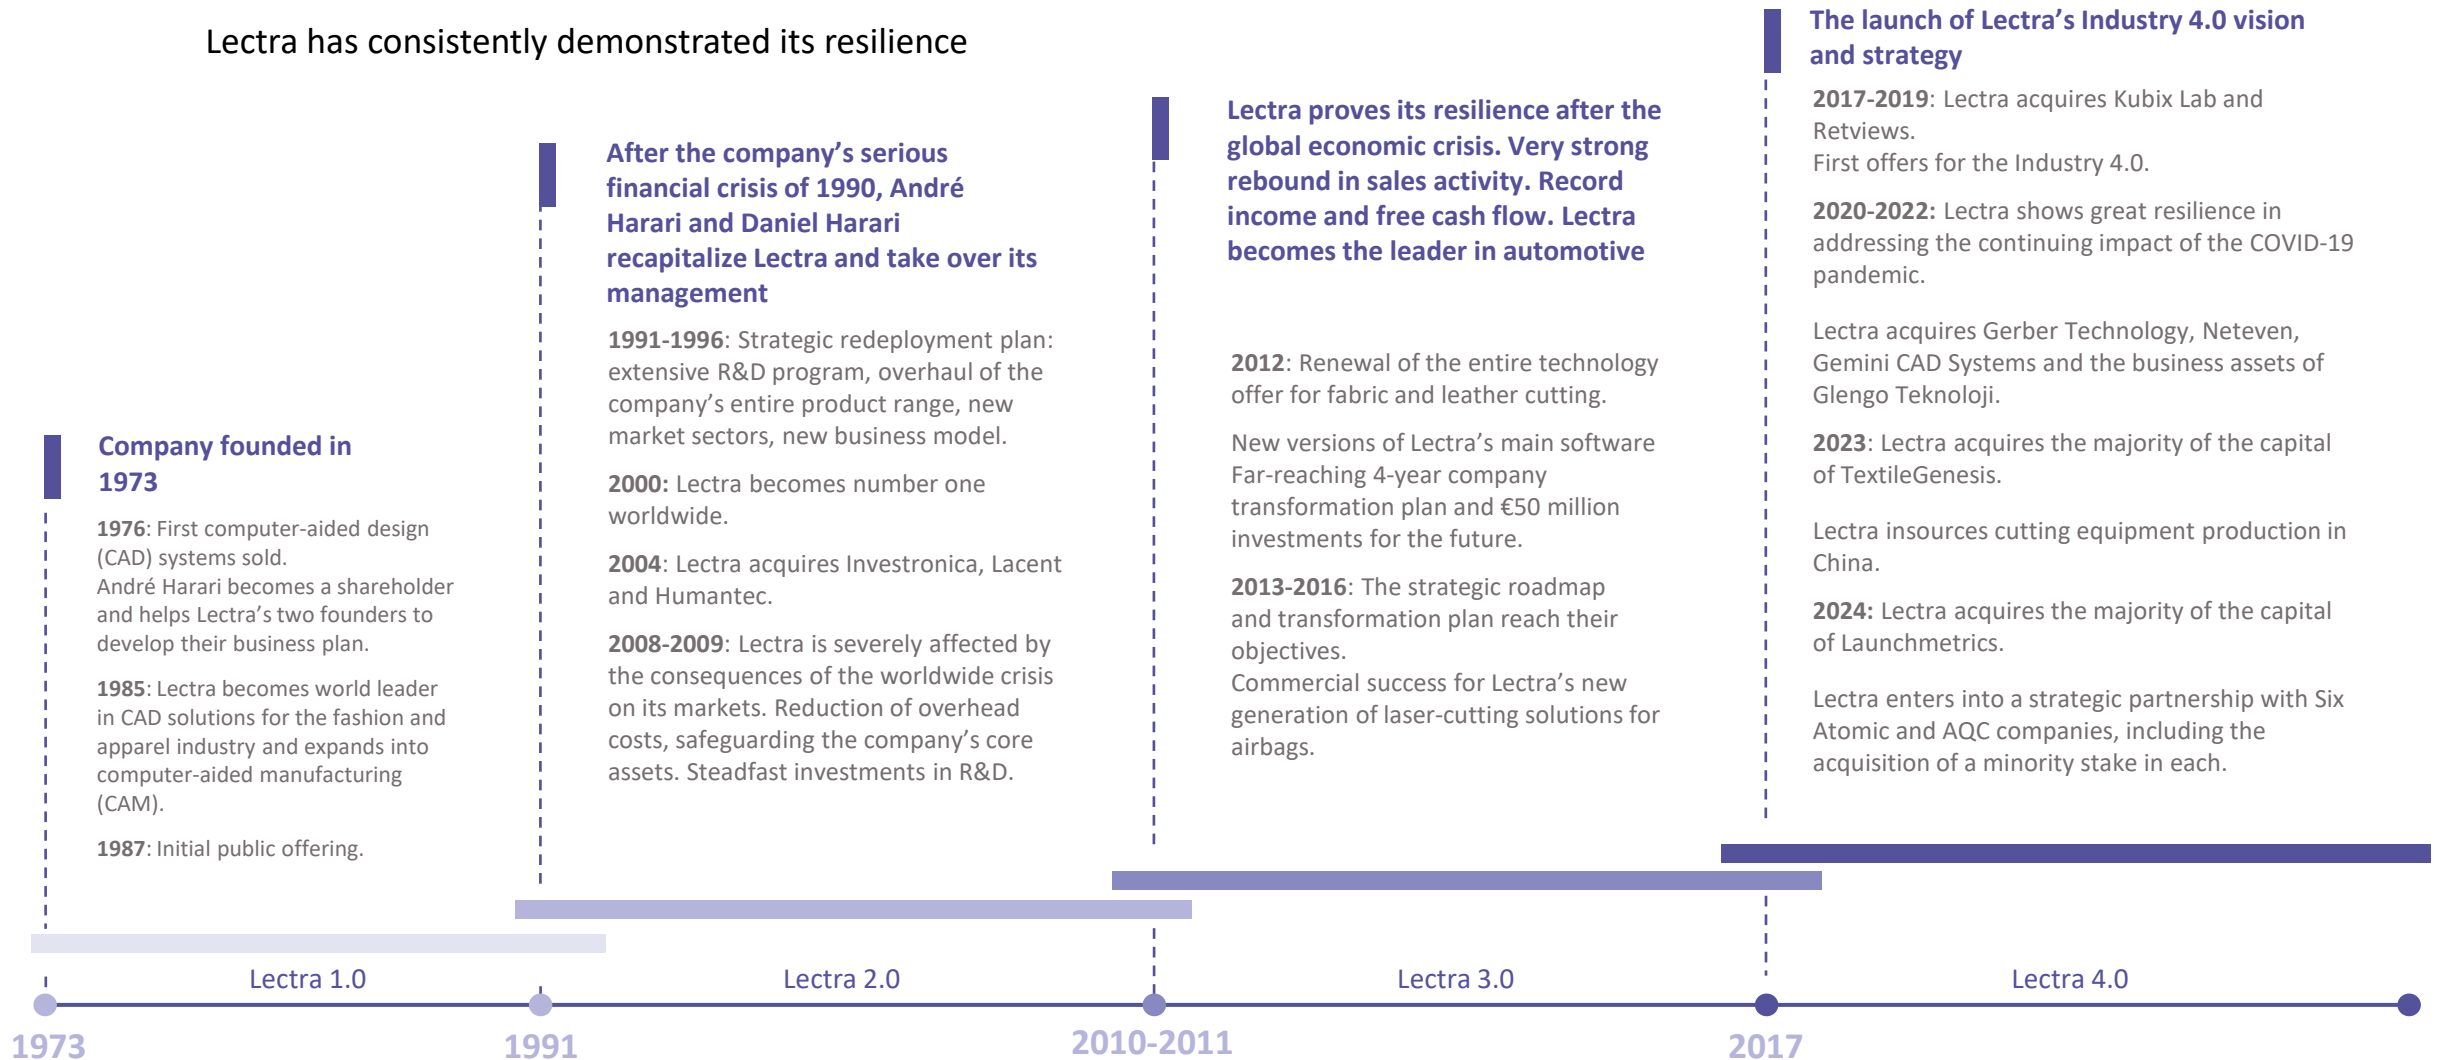 Lectra has consistently demonstrated its resilience
Company founded in
1973
1976: First computer-aided design
(CAD) systems sold.
André Harari becomes a shareholder
and helps Lectra’s two founders to
develop their business plan.
1985: Lectra becomes world leader
in CAD solutions for the fashion and
apparel industry and expands into
computer-aided manufacturing
(CAM).
1987: Initial public offering.
After the company’s serious
financial crisis of 1990, André
Harari and Daniel Harari
recapitalize Lectra and take over its
management
1991-1996: Strategic redeployment plan:
extensive R&D program, overhaul of the
company’s entire product range, new
market sectors, new business model.
2000: Lectra becomes number one
worldwide.
2004: Lectra acquires Investronica, Lacent
and Humantec.
2008-2009: Lectra is severely affected by
the consequences of the worldwide crisis
on its markets. Reduction of overhead
costs, safeguarding the company’s core
assets. Steadfast investments in R&D.
Lectra proves its resilience after the
global economic crisis. Very strong
rebound in sales activity. Record
income and free cash flow. Lectra
becomes the leader in automotive
2012: Renewal of the entire technology
offer for fabric and leather cutting.
New versions of Lectra’s main software
Far-reaching 4-year company
transformation plan and €50 million
investments for the future.
2013-2016: The strategic roadmap
and transformation plan reach their
objectives.
Commercial success for Lectra’s new
generation of laser-cutting solutions for
airbags.
The launch of Lectra’s Industry 4.0 vision
and strategy
2017-2019: Lectra acquires Kubix Lab and
Retviews.
First offers for the Industry 4.0.
2020-2022: Lectra shows great resilience in
addressing the continuing impact of the COVID-19
pandemic.
Lectra acquires Gerber Technology, Neteven,
Gemini CAD Systems and the business assets of
Glengo Teknoloji.
2023: Lectra acquires the majority of the capital
of TextileGenesis.
Lectra insources cutting equipment production in
China.
2024: Lectra acquires the majority of the capital
of Launchmetrics.
Lectra enters into a strategic partnership with Six
Atomic and AQC companies, including the
acquisition of a minority stake in each.
Lectra 1.0
Lectra 2.0
Lectra 3.0
Lectra 4.0
1973
1991
2010-2011
2017